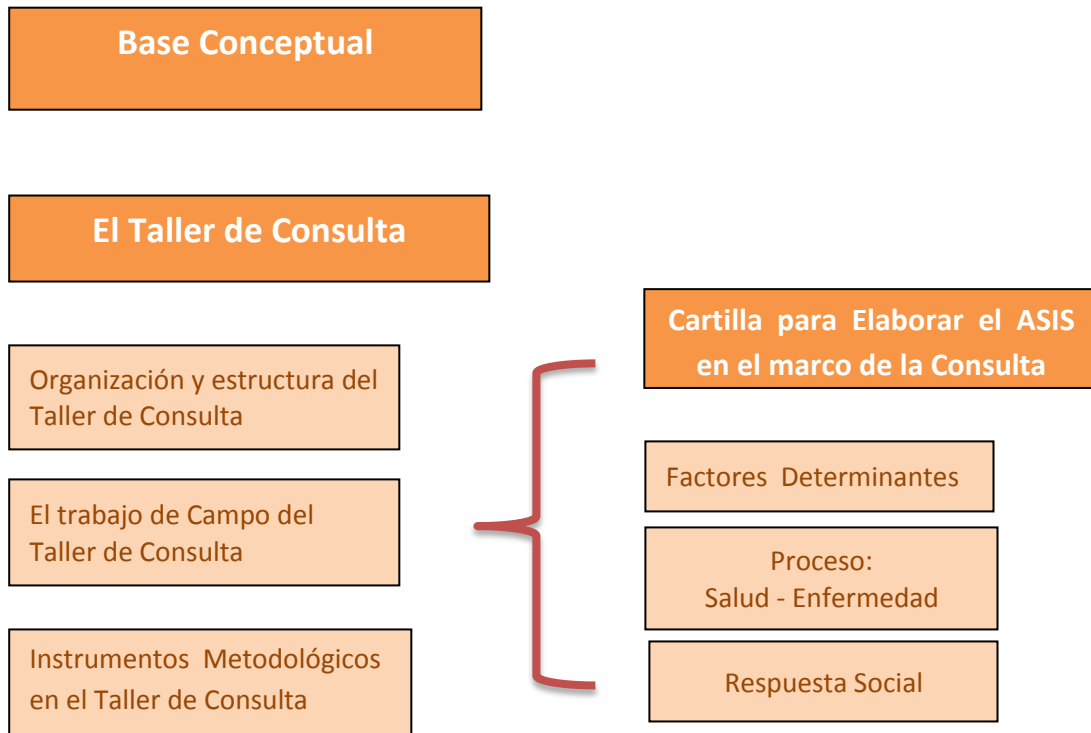 Base Conceptual
El Taller de Consulta
Organización y estructura del
Taller de Consulta
El trabajo de Campo del
Taller de Consulta
Instrumentos Metodológicos
en el Taller de Consulta
Cartilla para Elaborar el ASIS
en el marco de la Consulta
Factores Determinantes
Proceso:
Salud - Enfermedad
Respuesta Social